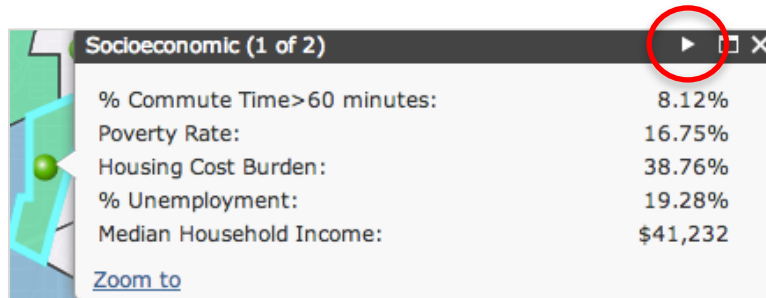 Socioeconomic (1 of 2)
% Commute Time>60 minutes: 8.12%
Poverty Rate: 16.75%
Housing Cost Burden: 38.76%
% Unemployment: 19.28%
Median Household Income: $41,232
Zoom to